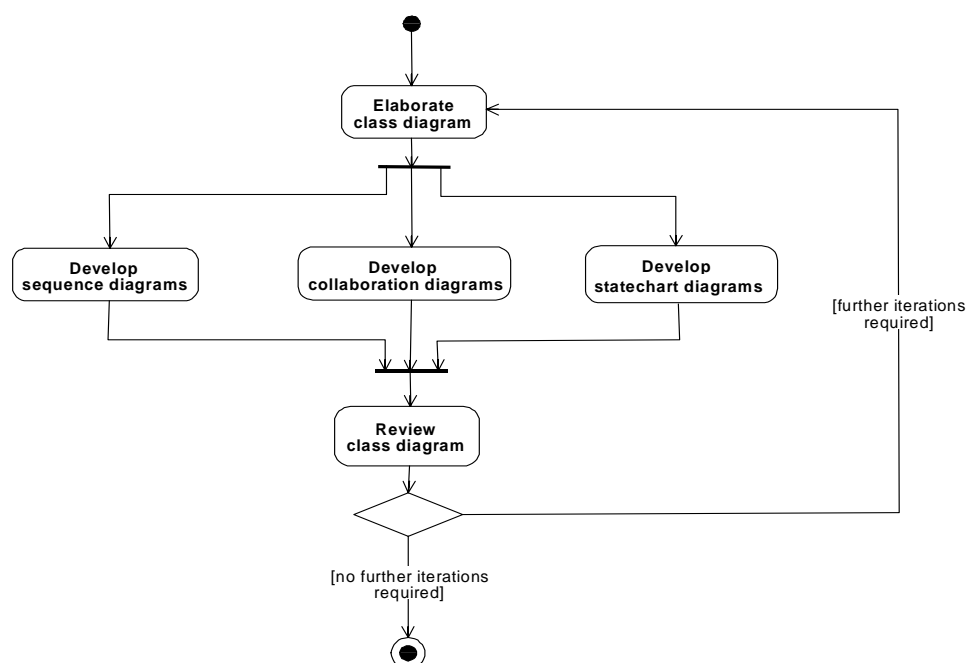 Elaborate
class diagram
Develop
sequence diagrams
Develop
collaboration diagrams
Develop
statechart diagrams
[further iterations
required]
Review
class diagram
[no further iterations
required]